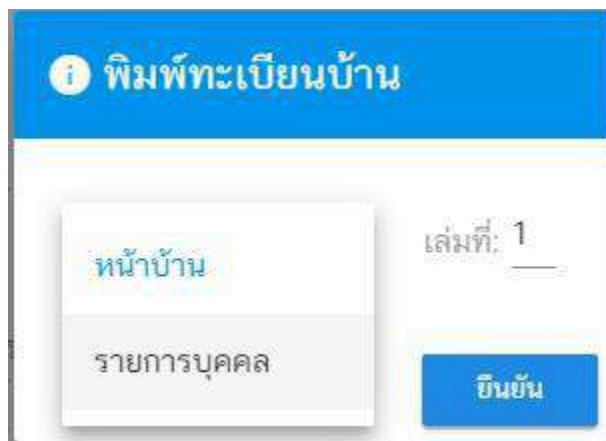 พิมพ์ทะเบียนบ้าน
หน้าบ้าน
เล่มที่: 1
รายการบุคคล
ยืนยัน